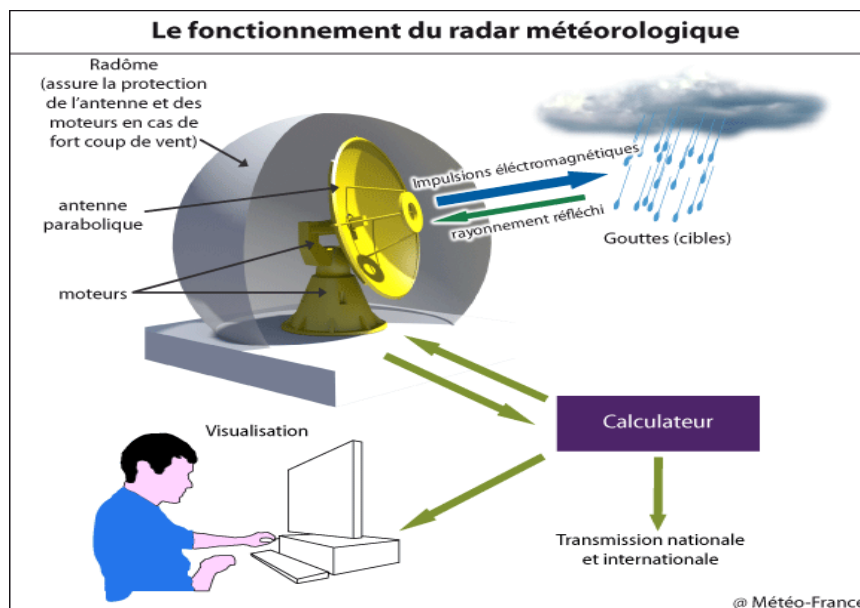 Le fonctionnement du radar météorologique
Radôme
(assure la protection
de l'antenne et des
moteurs en cas de
fort coup de vent)
antenne
parabolique
moteurs
Impulsions éléctromagnétiques
rayonnement réfléchi
Gouttes (cibles)
Calculateur
Visualisation
Transmission nationale
et internationale
@ Météo-France